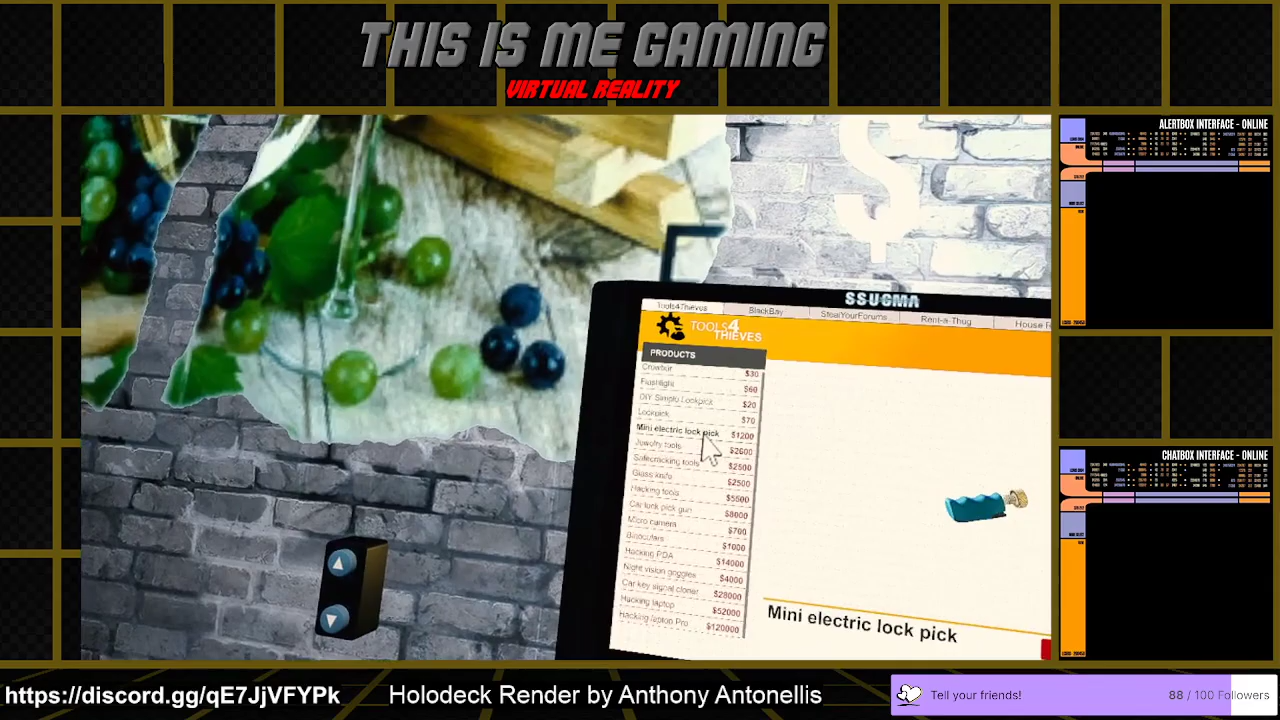 THIS IS ME GAMING
VIRTUAL REALITY
ALERTBOX INTERFACE - ONLINE
$
SSUGMA
Tools4Thieves
BlackBay
StealYourForums
Rent-a-Thug
House
TOOLS4
THIEVES
PRODUCTS
Crowbar $30
Flashlight $60
DIY Simple Lockpick $20
Lockpick $70
Mini electric lock pick $1200
Jewelry tools $2600
Safecracking tools $2500
Glass knife $2500
Hacking tools $5500
Car lock pick gun $8000
Micro camera $700
Binoculars $1000
Hacking PDA $14000
Night vision goggles $4000
Car key signal cloner $28000
Hacking laptop $52000
Hacking laptop Pro $120000
Mini electric lock pick
CHATBOX INTERFACE - ONLINE
https://discord.gg/qE7JjVFYPk
Holodeck Render by Anthony Antonellis
Tell your friends!
88 / 100 Followers